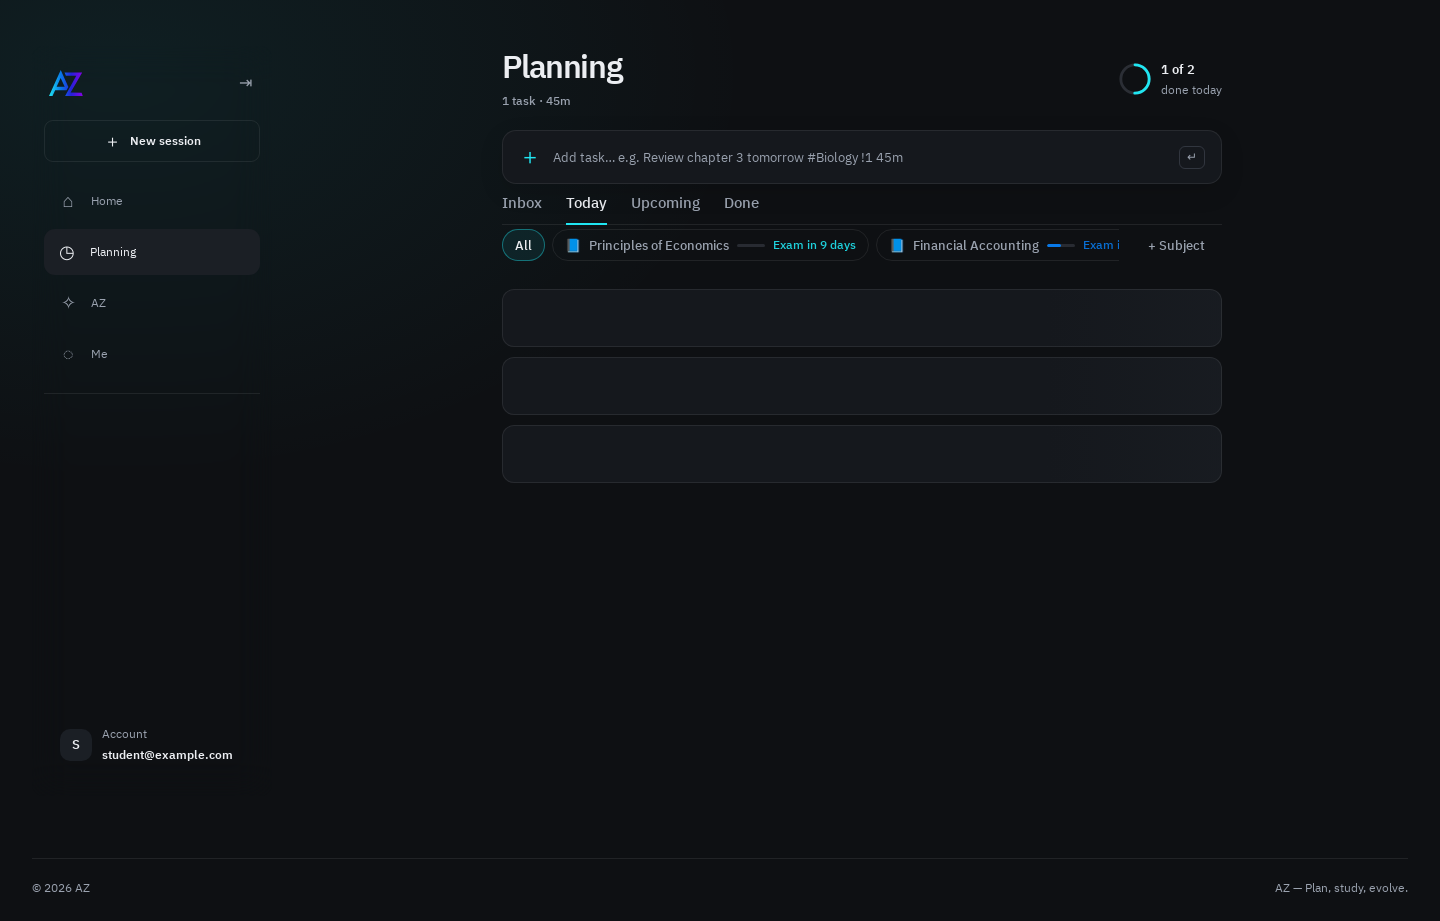 AZ
⇥
+ New session
Home
Planning
AZ
Me
Account
S
student@example.com
Planning
1 task · 45m
1 of 2
done today
+ Add task... e.g. Review chapter 3 tomorrow #Biology !1 45m ↵
Inbox Today Upcoming Done
All 📘 Principles of Economics Exam in 9 days 📘 Financial Accounting Exam i + Subject
© 2026 AZ
AZ — Plan, study, evolve.